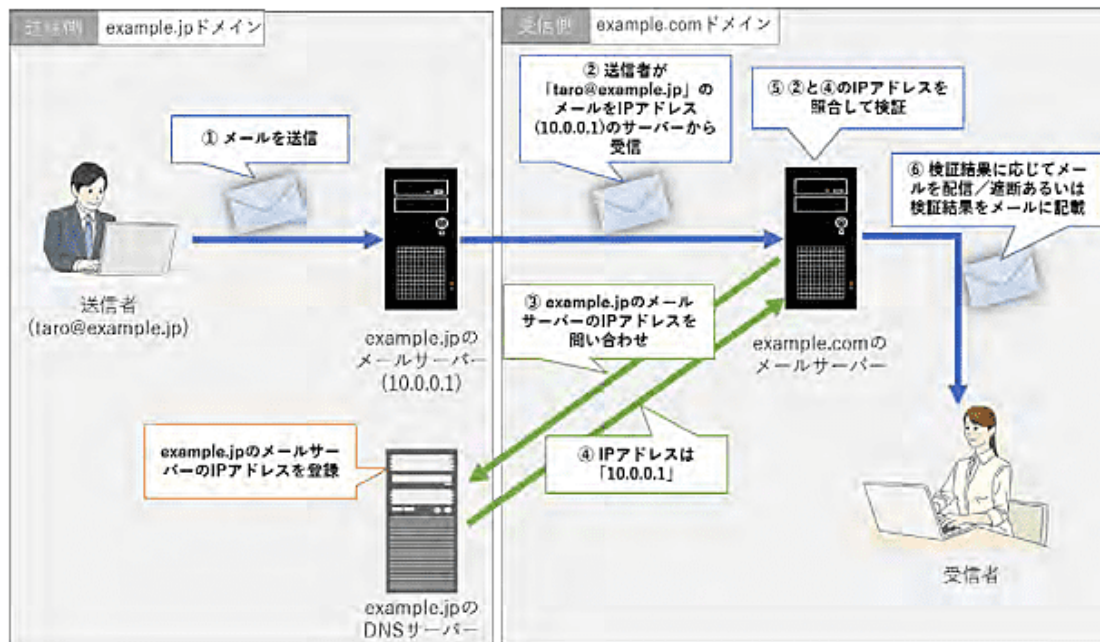 送信側
example.jpドメイン
受信側
example.comドメイン
① メールを送信
② 送信者が
「taro@example.jp」の
メールをIPアドレス
(10.0.0.1)のサーバーから
受信
⑤ ②と④のIPアドレスを
照合して検証
⑥ 検証結果に応じてメー
ルを配信／遮断あるいは
検証結果をメールに記載
送信者
(taro@example.jp)
example.jpの
メールサーバー
(10.0.0.1)
③ example.jpのメール
サーバーのIPアドレスを
問い合わせ
example.comの
メールサーバー
example.jpのメールサー
バーのIPアドレスを登録
④ IPアドレスは
「10.0.0.1」
受信者
example.jpの
DNSサーバー